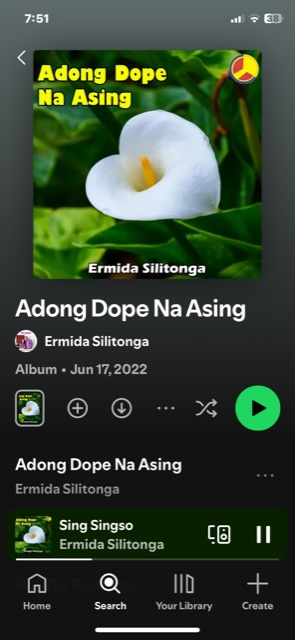 7:51
38
Adong Dope
Na Asing
Ermida Silitonga
Adong Dope Na Asing
Ermida Silitonga
Album • Jun 17, 2022
Adong Dope Na Asing
Ermida Silitonga
Sing Singso
Ermida Silitonga
Home
Search
Your Library
Create